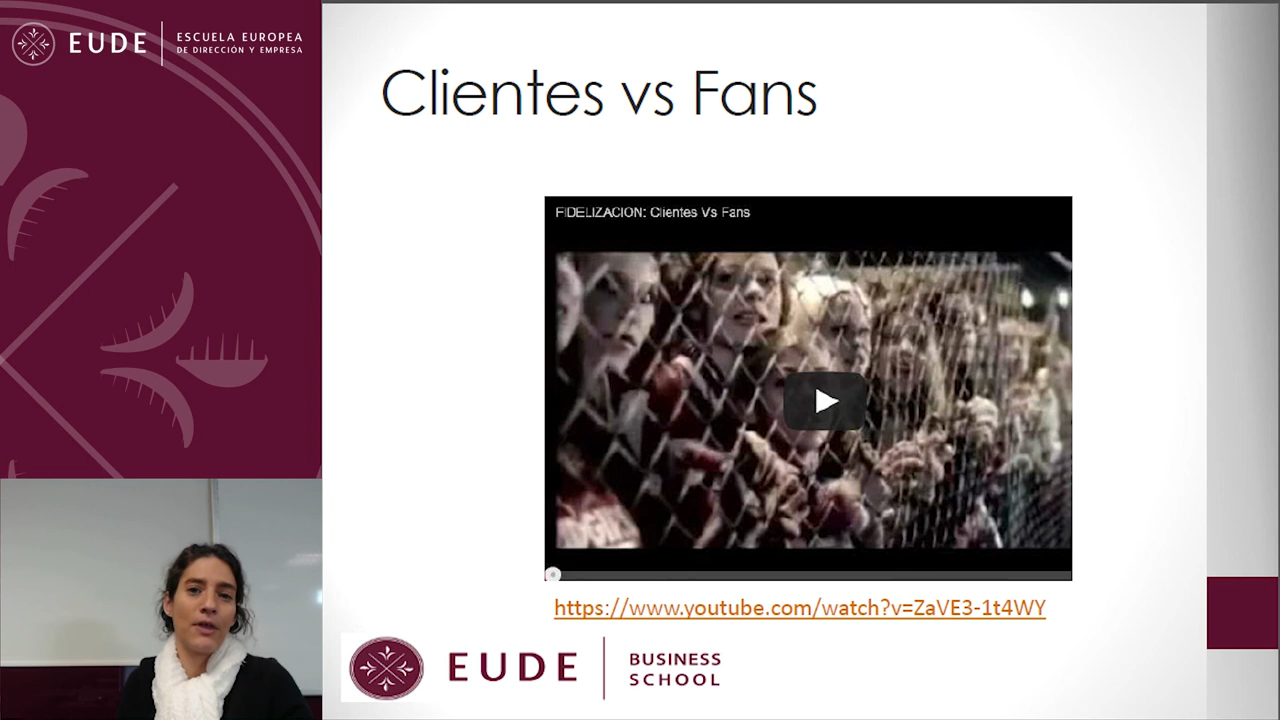 EUDE
ESCUELA EUROPEA
DE DIRECCIÓN Y EMPRESA
Clientes vs Fans
FIDELIZACION: Clientes Vs Fans
https://www.youtube.com/watch?v=ZaVE3-1t4WY
EUDE
BUSINESS
SCHOOL